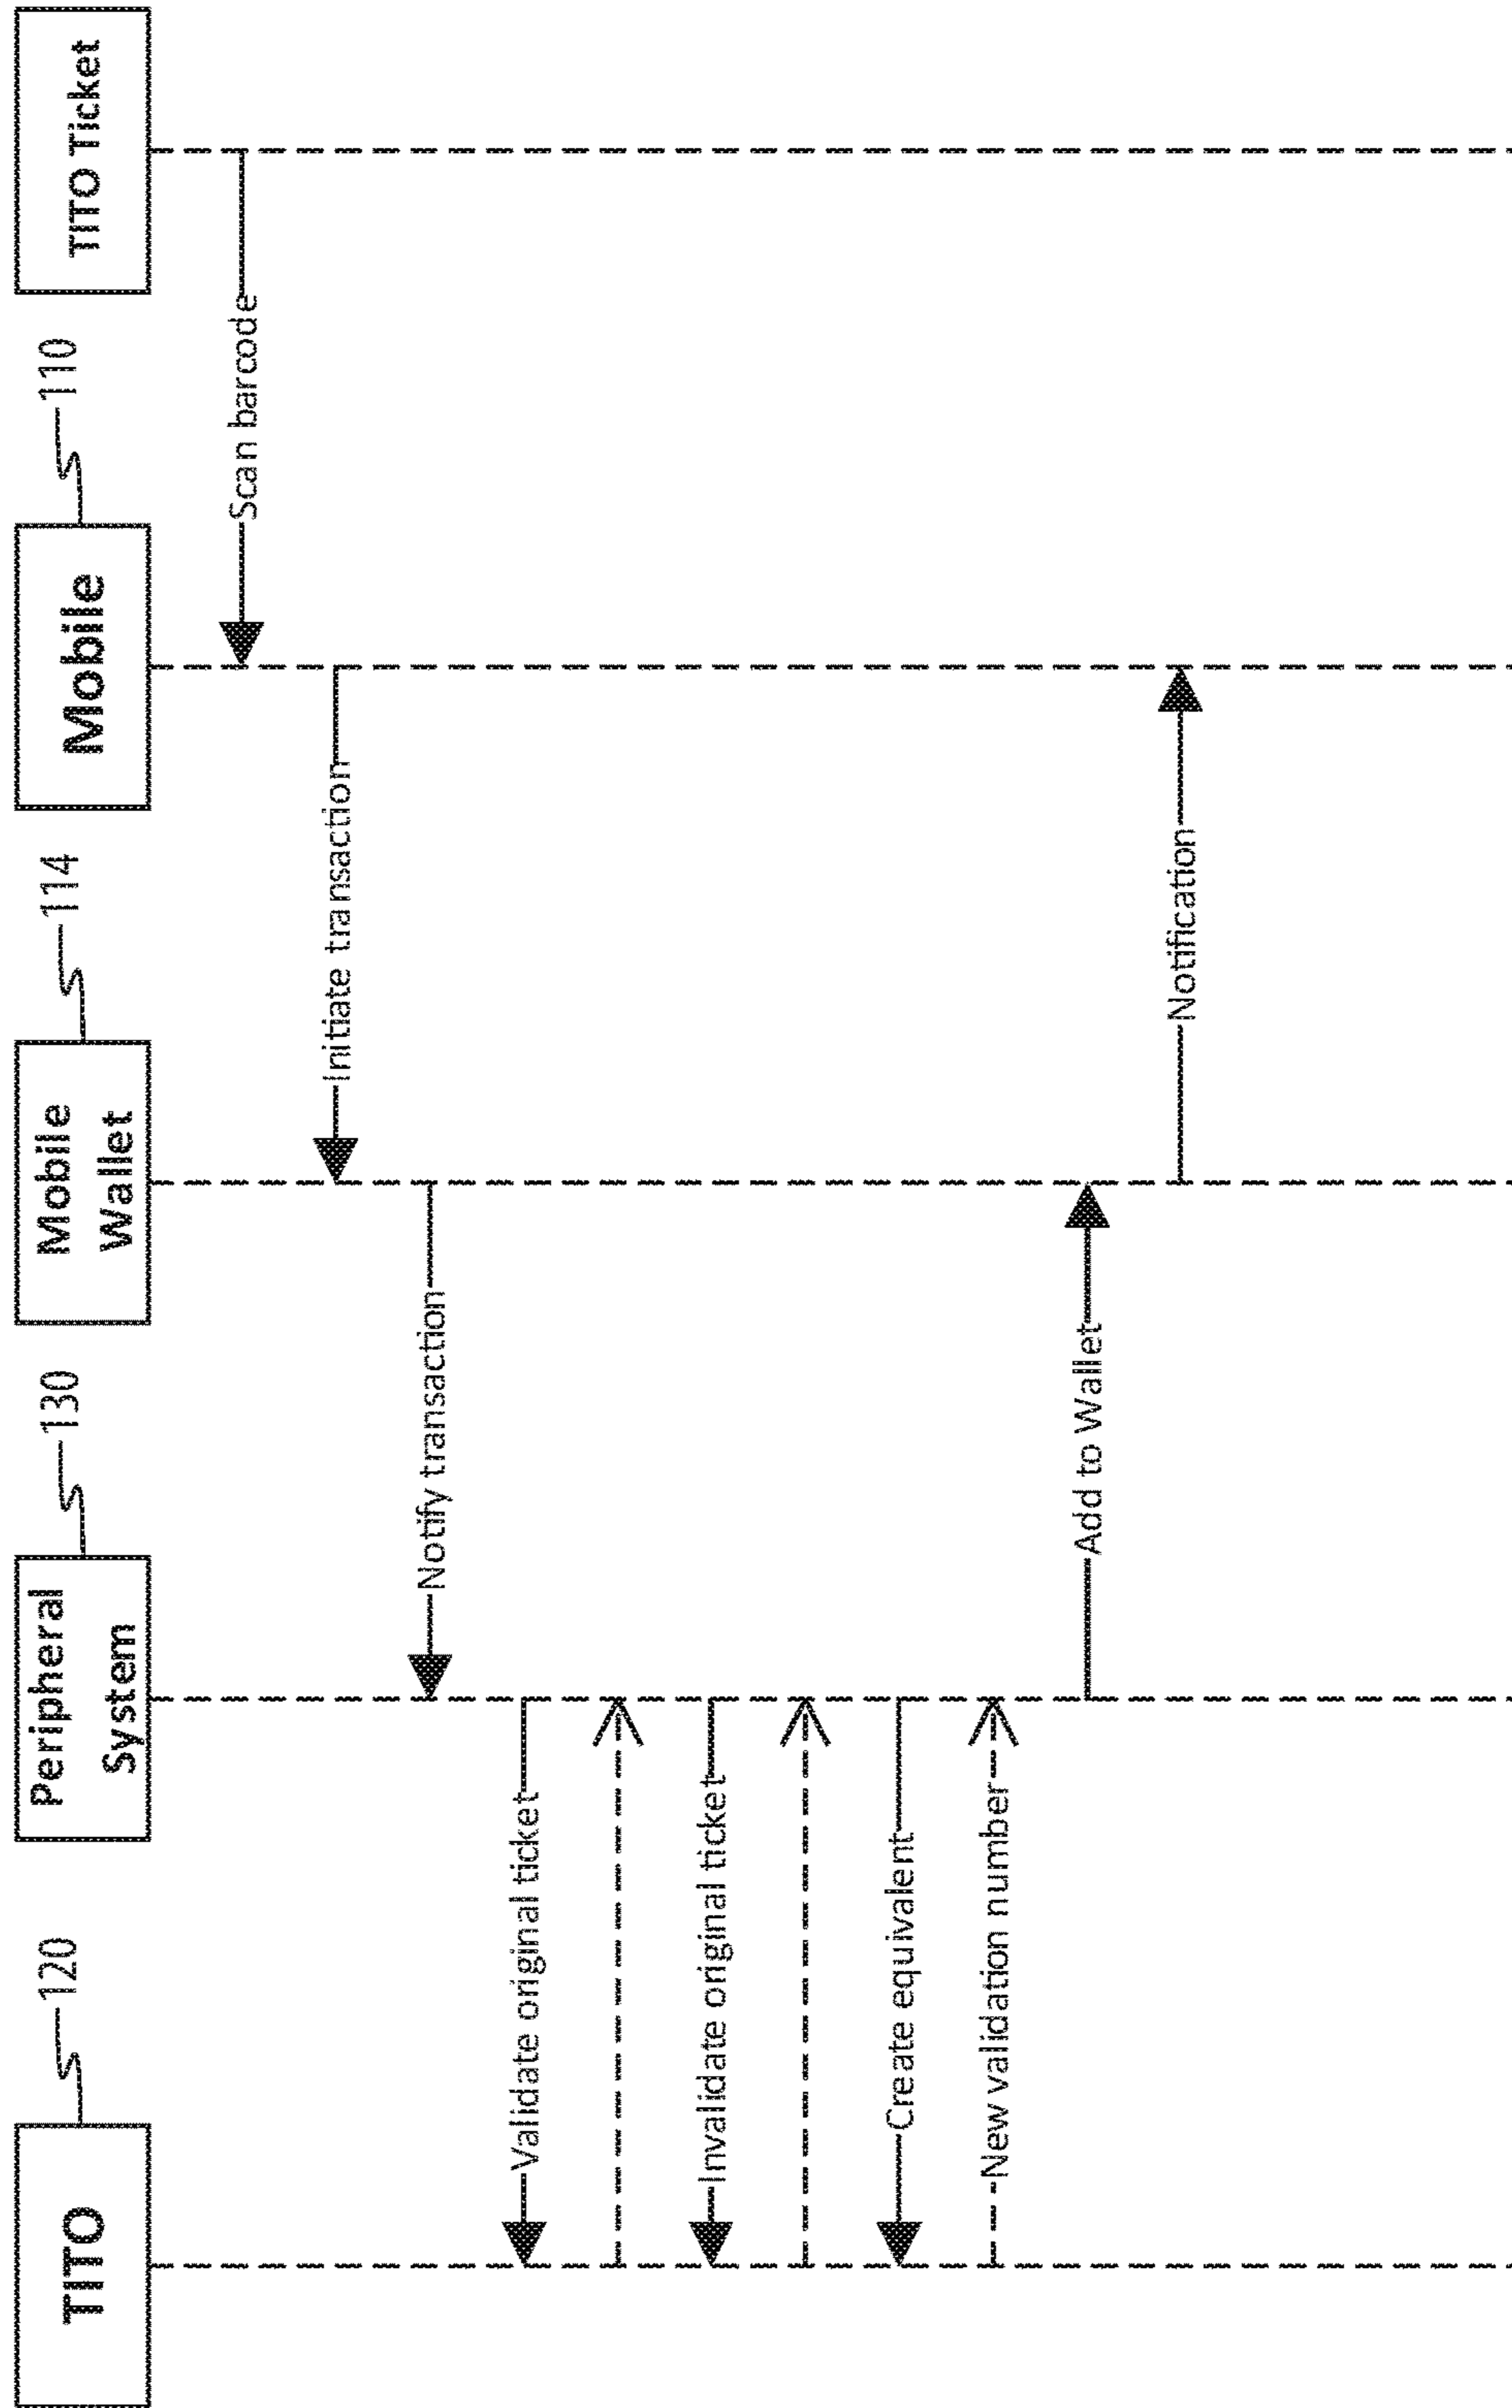 TITO
120
Peripheral
System
130
Mobile
Wallet
114
Mobile
110
TITO Ticket
Scan barcode
Initiate transaction
Notify transaction
Validate original ticket
Invalidate original ticket
Create equivalent
New validation number
Add to Wallet
Notification